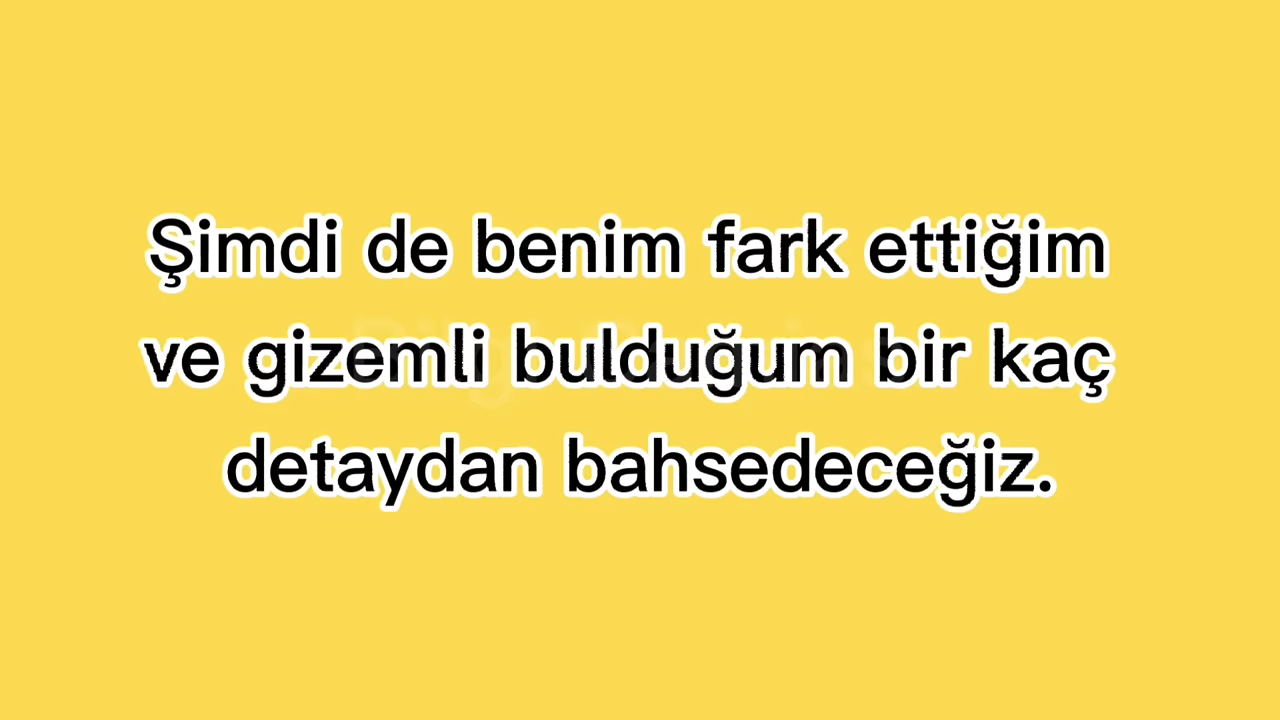 Şimdi de benim fark ettiğim
ve gizemli bulduğum bir kaç
detaydan bahsedeceğiz.